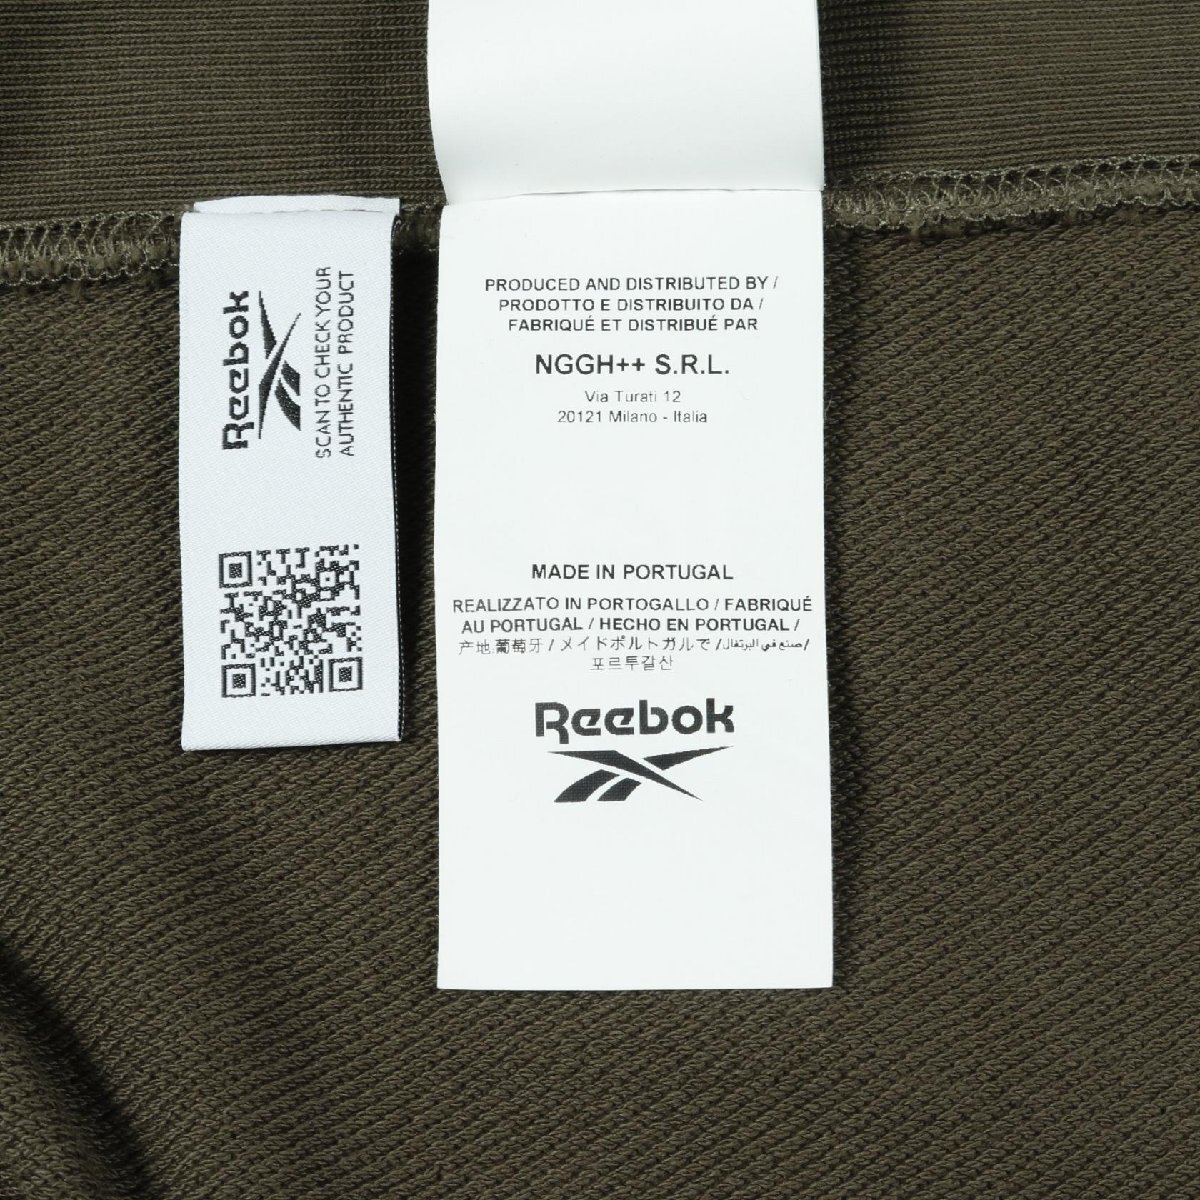 Reebok
SCAN TO CHECK YOUR
AUTHENTIC PRODUCT
PRODUCED AND DISTRIBUTED BY /
PRODOTTO E DISTRIBUITO DA /
FABRIQUÉ ET DISTRIBUÉ PAR
NGGH++ S.R.L.
Via Turati 12
20121 Milano - Italia
MADE IN PORTUGAL
REALIZZATO IN PORTOGALLO / FABRIQUÉ
AU PORTUGAL / HECHO EN PORTUGAL /
产地葡萄牙 / メイドポルトガルで / صنع في البرتغال /
포르투갈산
Reebok